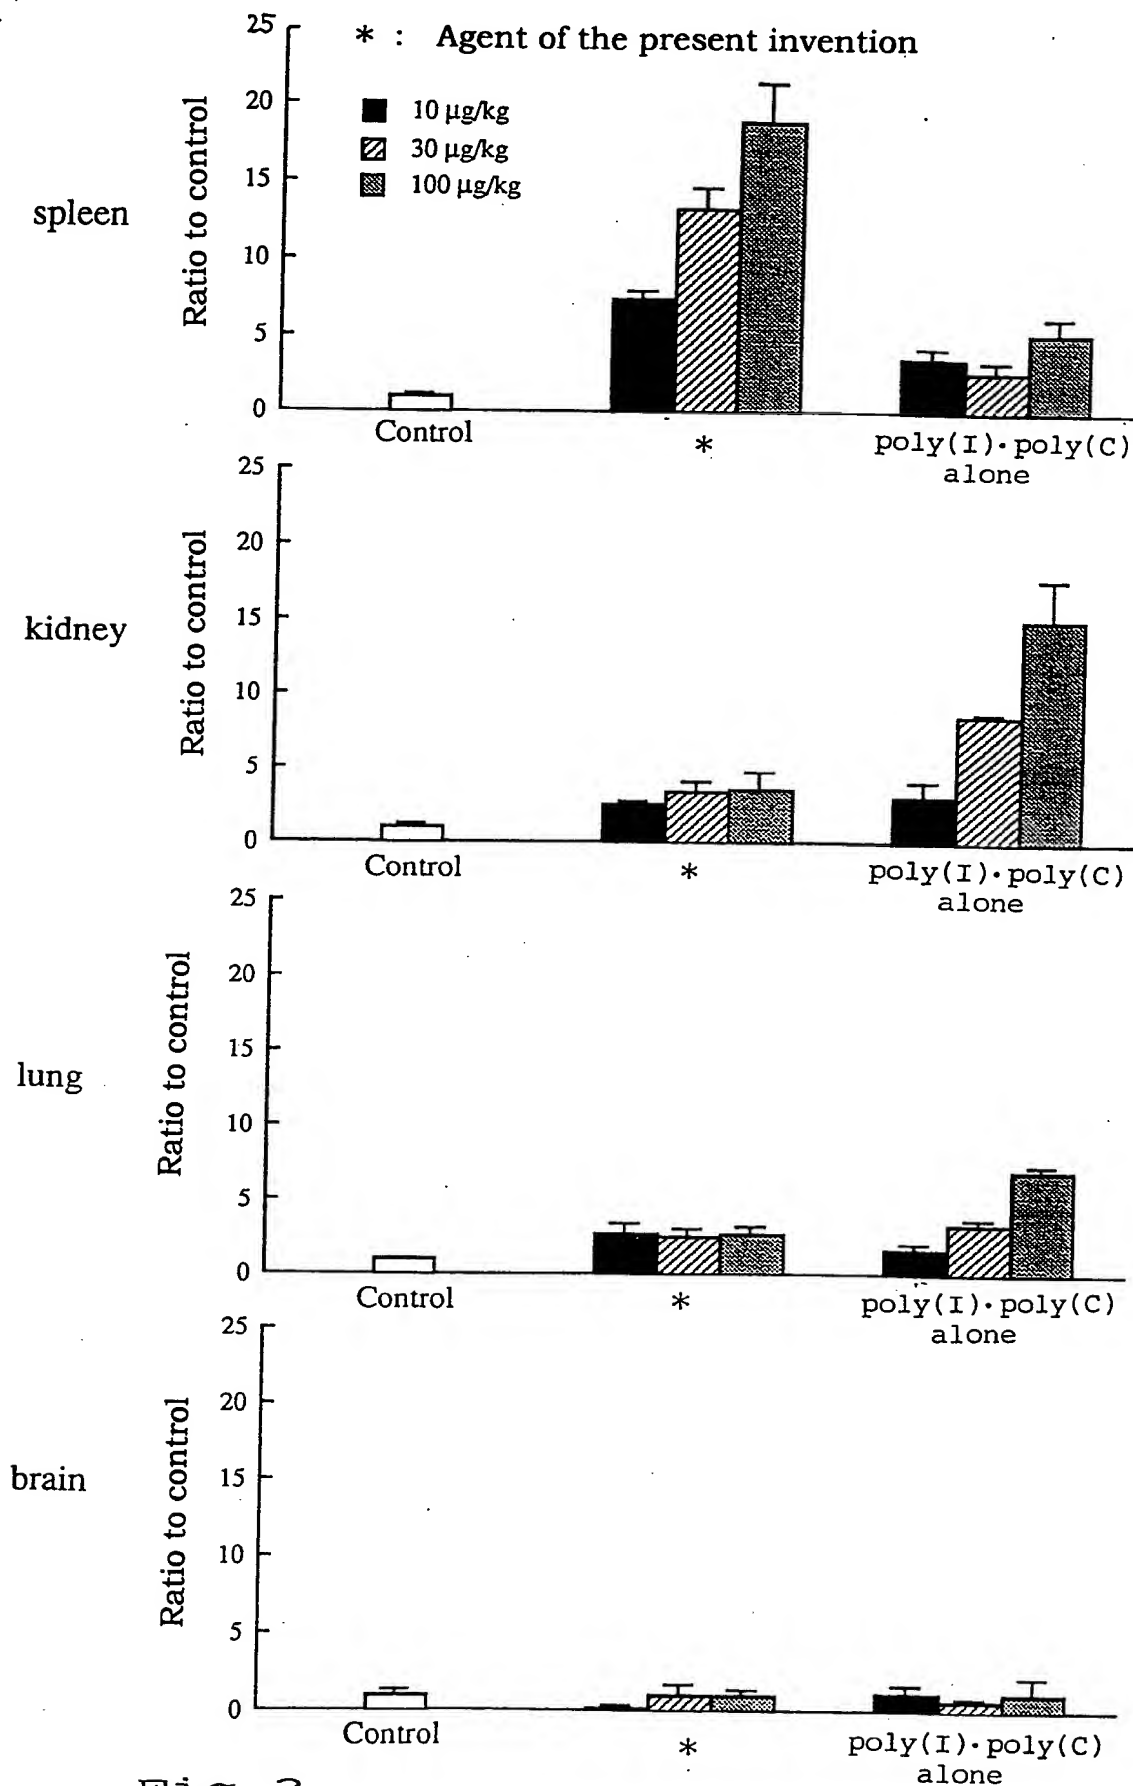 * : Agent of the present invention
10 µg/kg
30 µg/kg
100 µg/kg
spleen
Ratio to control
25
20
15
10
5
0
Control
*
poly(I)·poly(C)
alone
kidney
Ratio to control
25
20
15
10
5
0
Control
*
poly(I)·poly(C)
alone
lung
Ratio to control
25
20
15
10
5
0
Control
*
poly(I)·poly(C)
alone
brain
Ratio to control
25
20
15
10
5
0
Control
*
poly(I)·poly(C)
alone